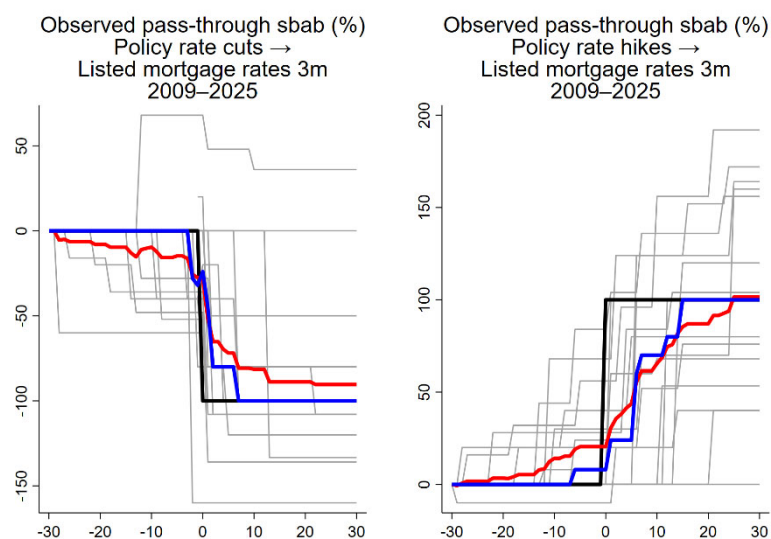 Observed pass-through sbab (%)
Policy rate cuts →
Listed mortgage rates 3m
2009–2025
50
0
-50
-100
-150
-30 -20 -10 0 10 20 30
Observed pass-through sbab (%)
Policy rate hikes →
Listed mortgage rates 3m
2009–2025
200
150
100
50
0
-30 -20 -10 0 10 20 30